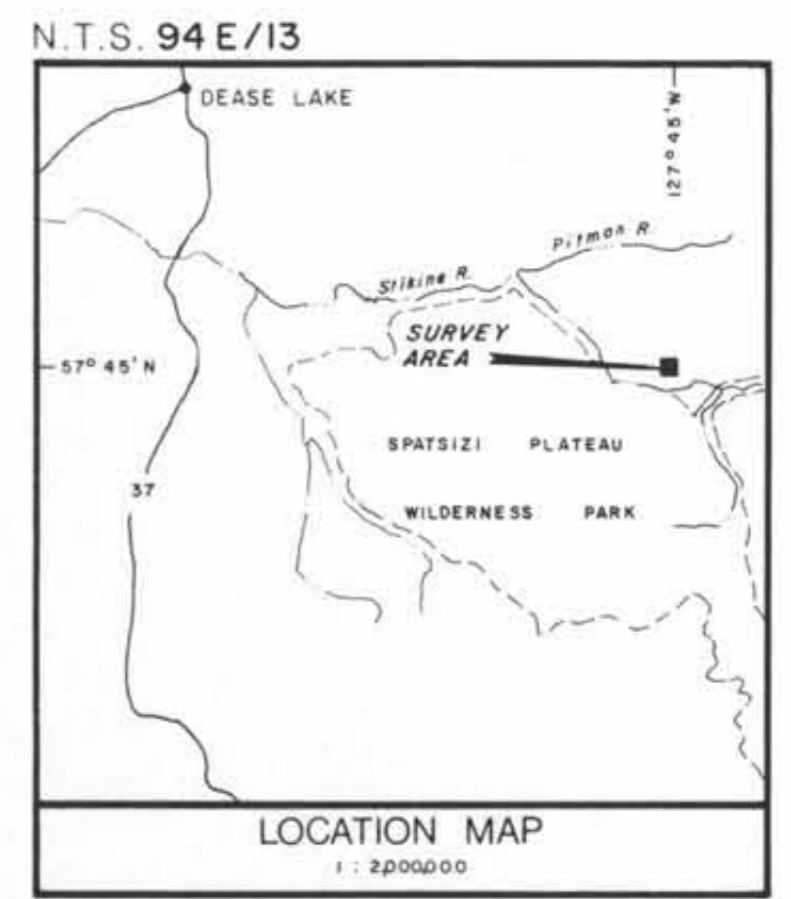 N.T.S. 94 E/13
DEASE LAKE
127° 45' W
Pitman R.
Stikine R.
SURVEY
AREA
57° 45' N
SPATSIZI PLATEAU
37
WILDERNESS PARK
LOCATION MAP
1 : 2,000,000